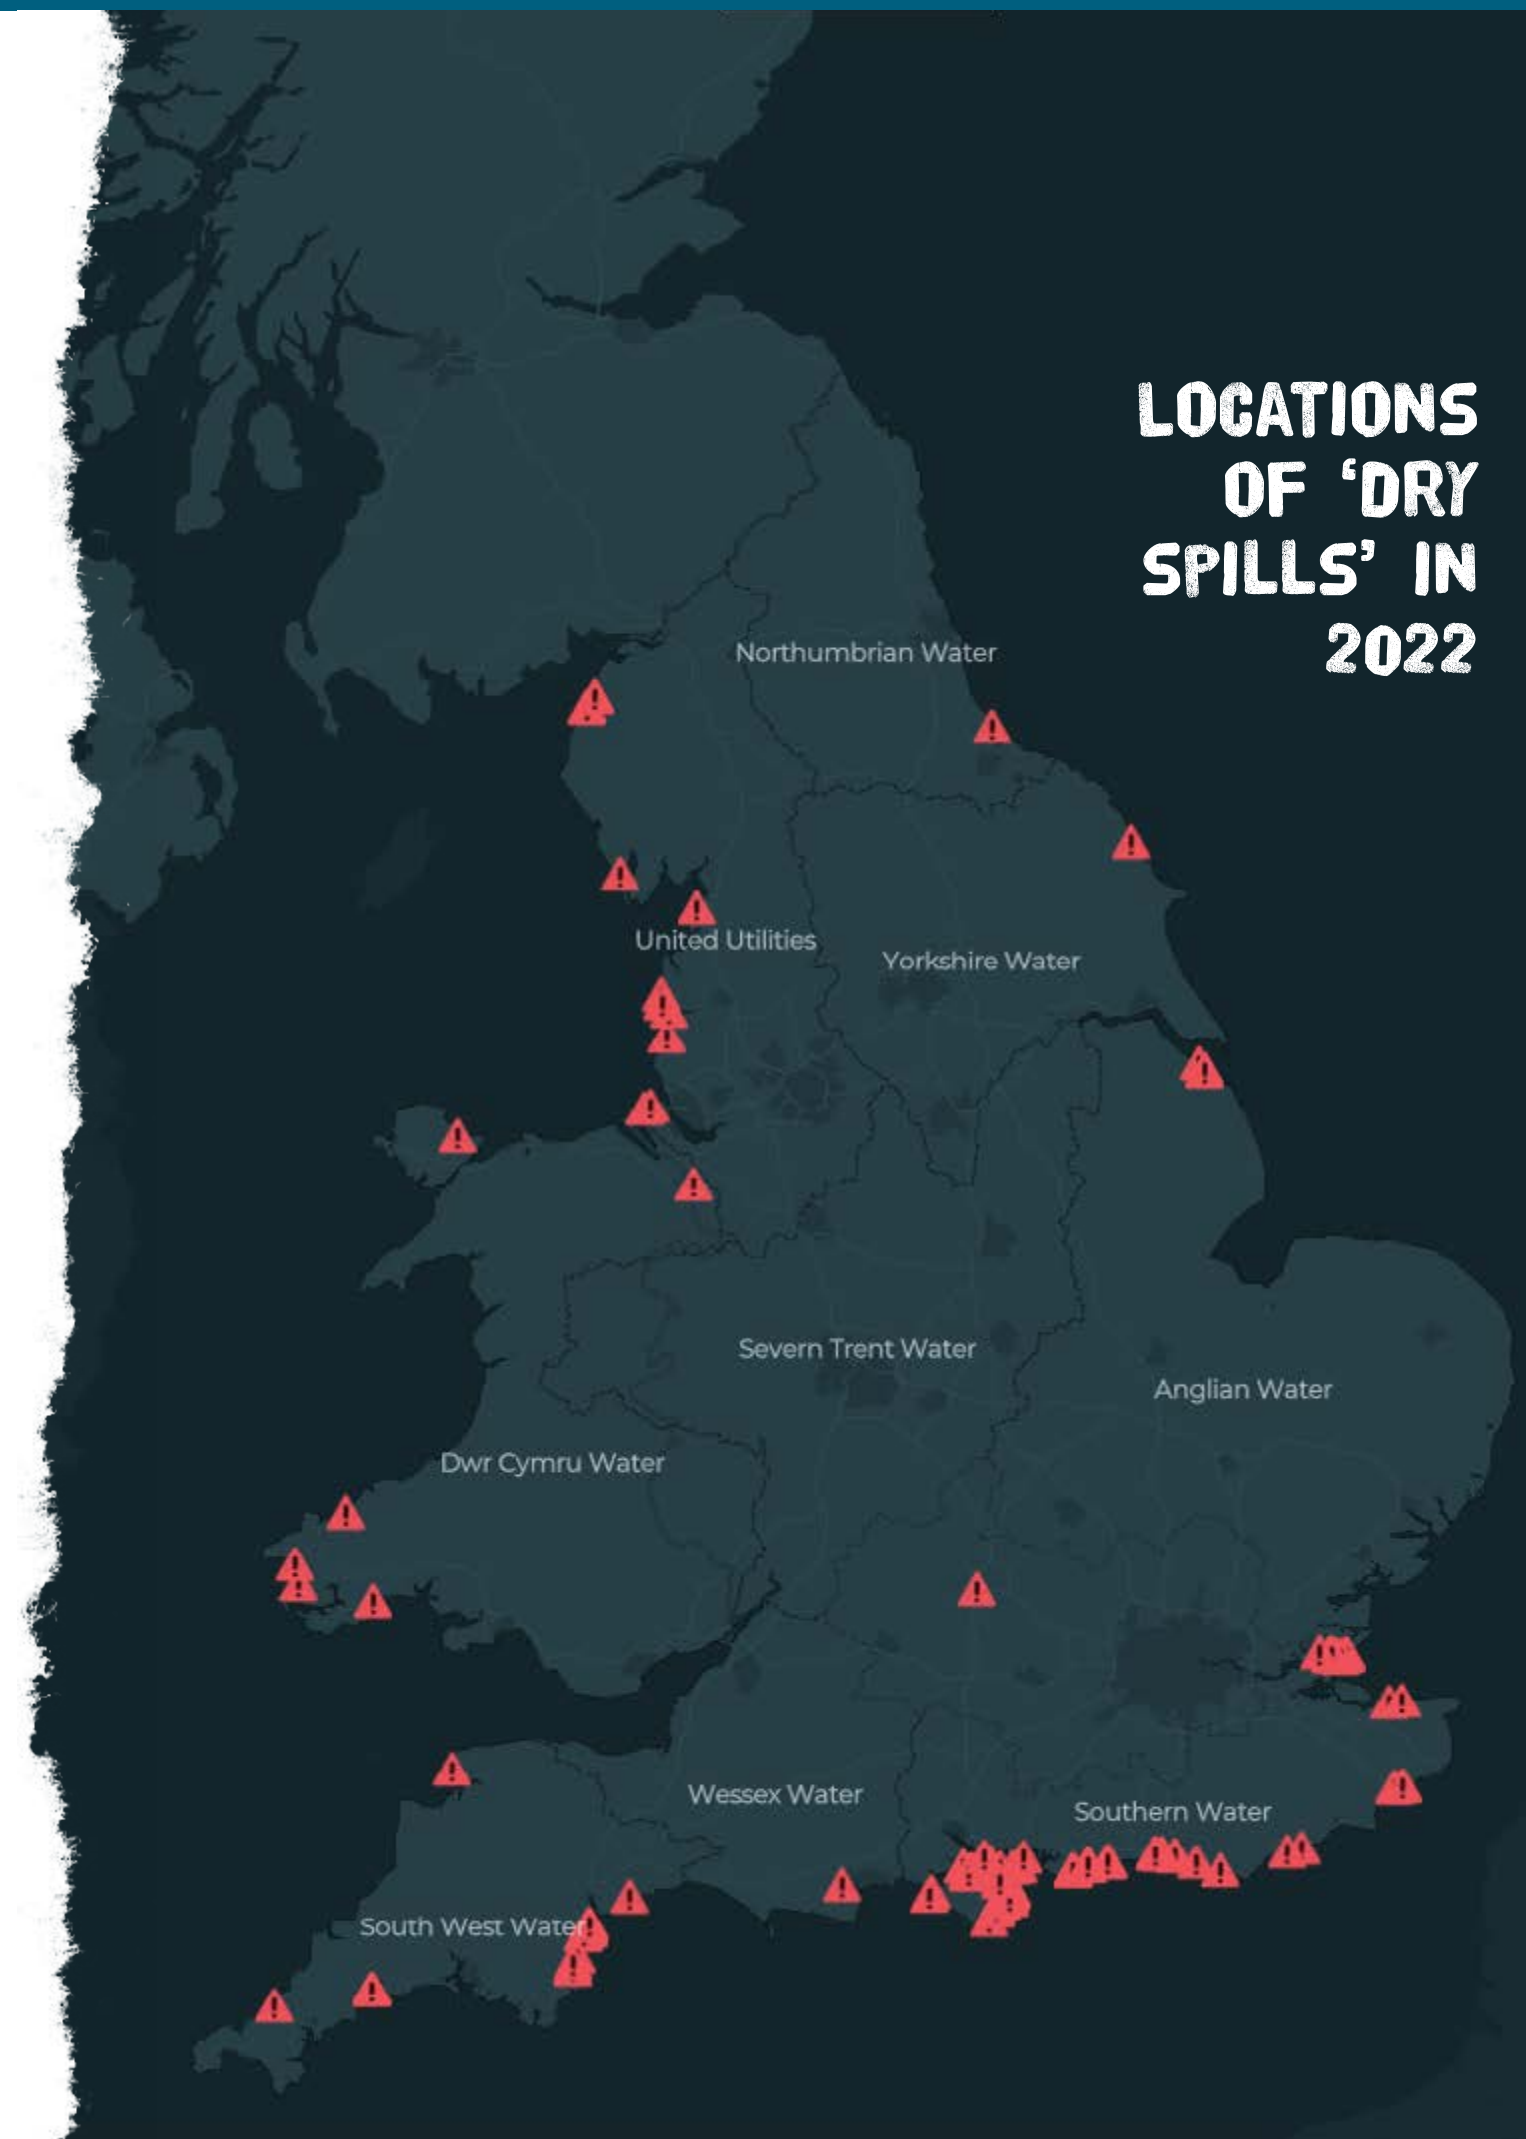 LOCATIONS
OF ‘DRY
SPILLS’ IN
2022
Northumbrian Water
United Utilities
Yorkshire Water
Severn Trent Water
Anglian Water
Dwr Cymru Water
Wessex Water
Southern Water
South West Water